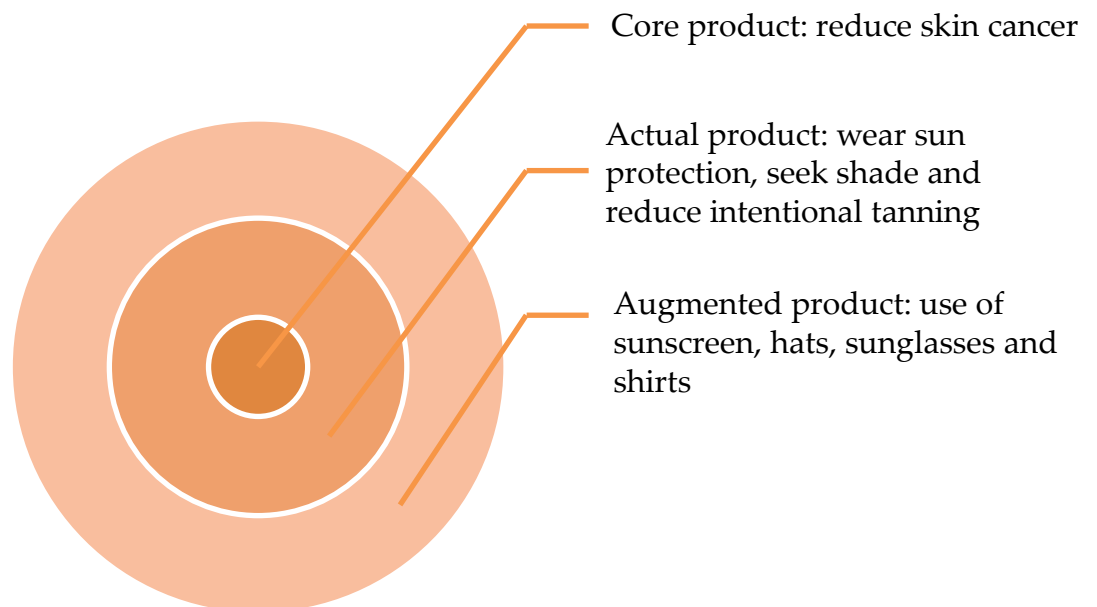 Core product: reduce skin cancer
Actual product: wear sun
protection, seek shade and
reduce intentional tanning
Augmented product: use of
sunscreen, hats, sunglasses and
shirts